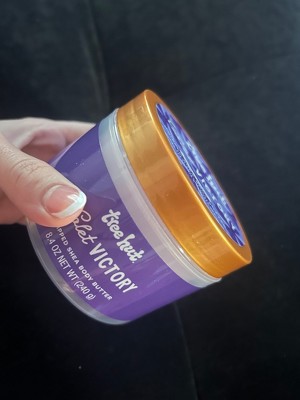 tree hut
VICTORY
SHEA BODY BUTTER
8.4 OZ NET WT (240 g)